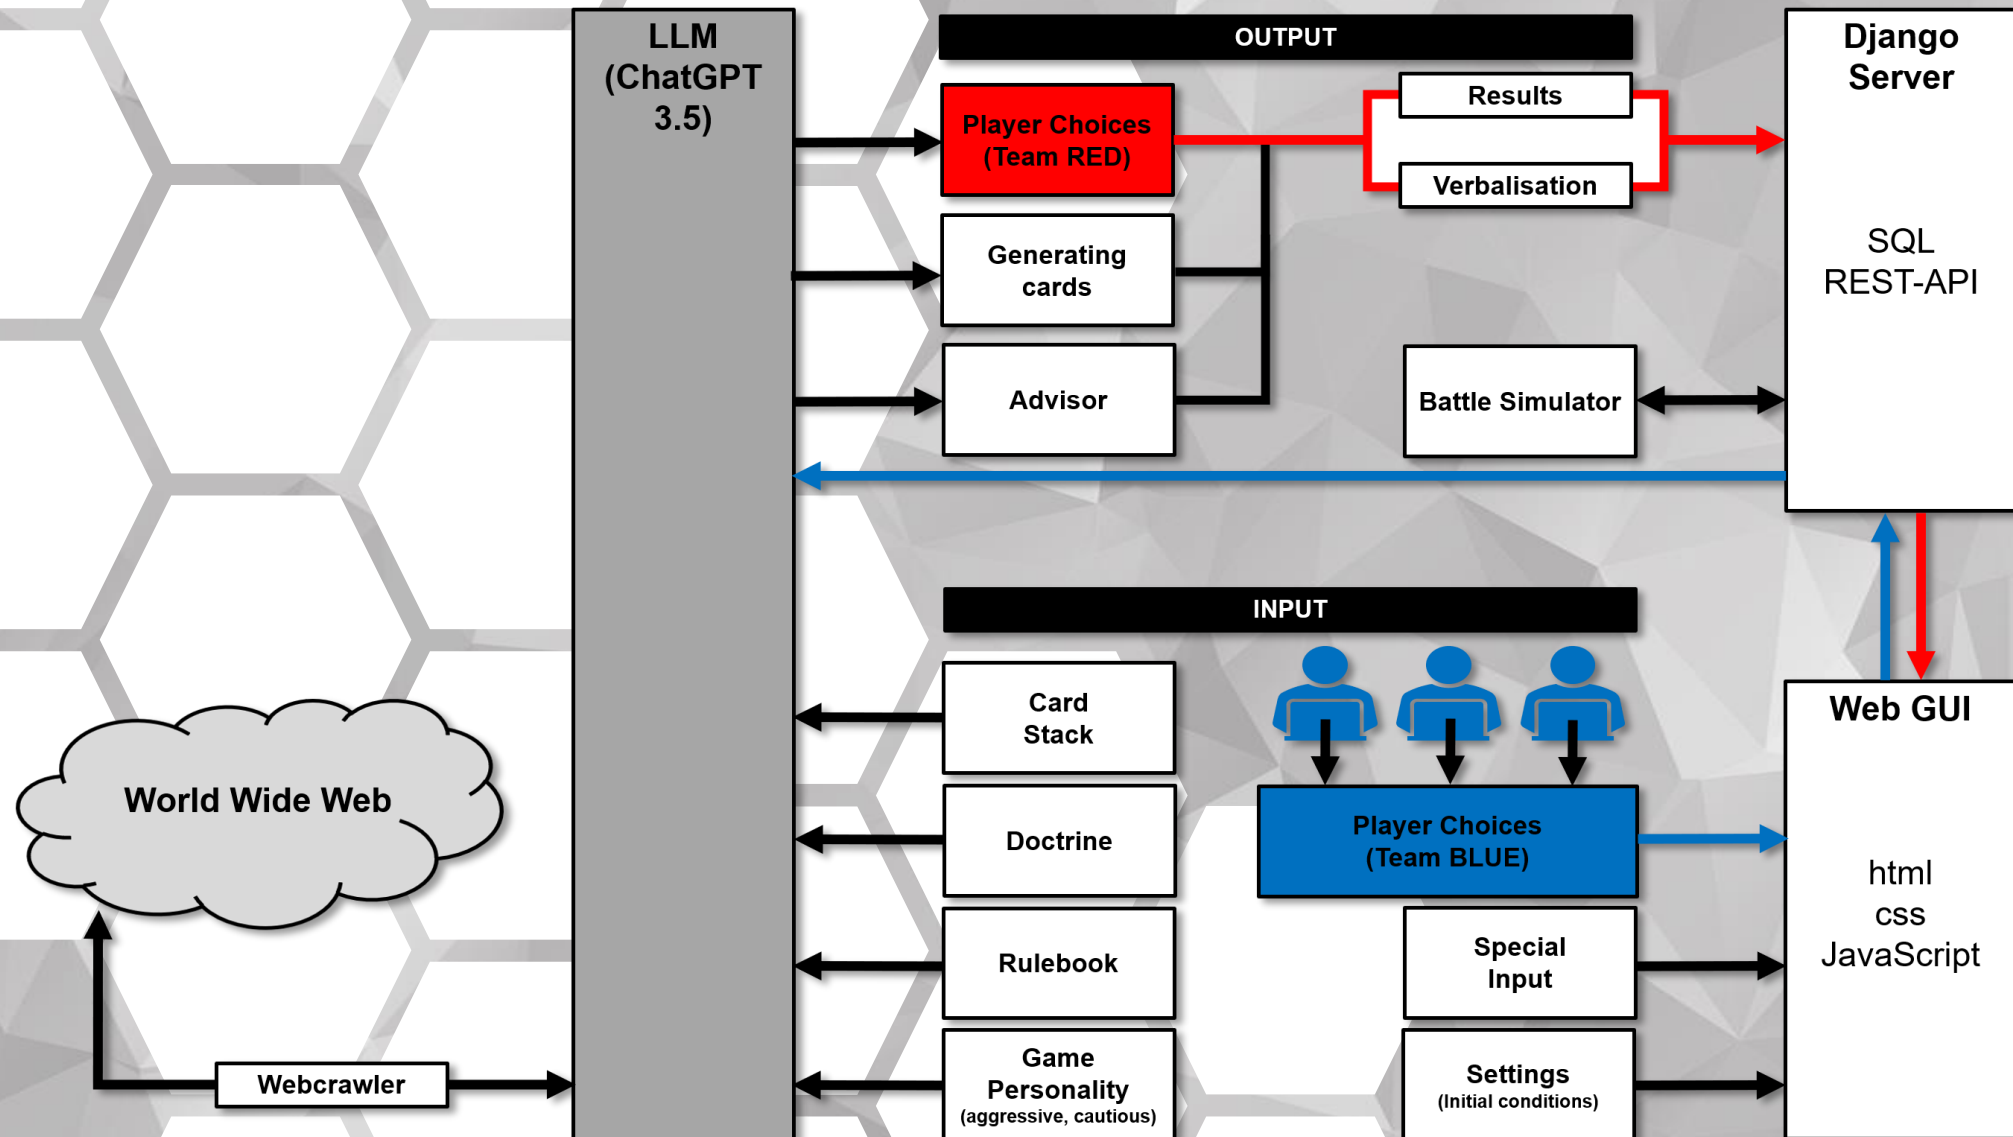 LLM
(ChatGPT
3.5)
OUTPUT
Player Choices
(Team RED)
Results
Verbalisation
Generating
cards
Advisor
Battle Simulator
Django
Server
SQL
REST-API
INPUT
Card
Stack
Doctrine
Rulebook
Game
Personality
(aggressive, cautious)
Player Choices
(Team BLUE)
Special
Input
Settings
(Initial conditions)
Web GUI
html
css
JavaScript
World Wide Web
Webcrawler